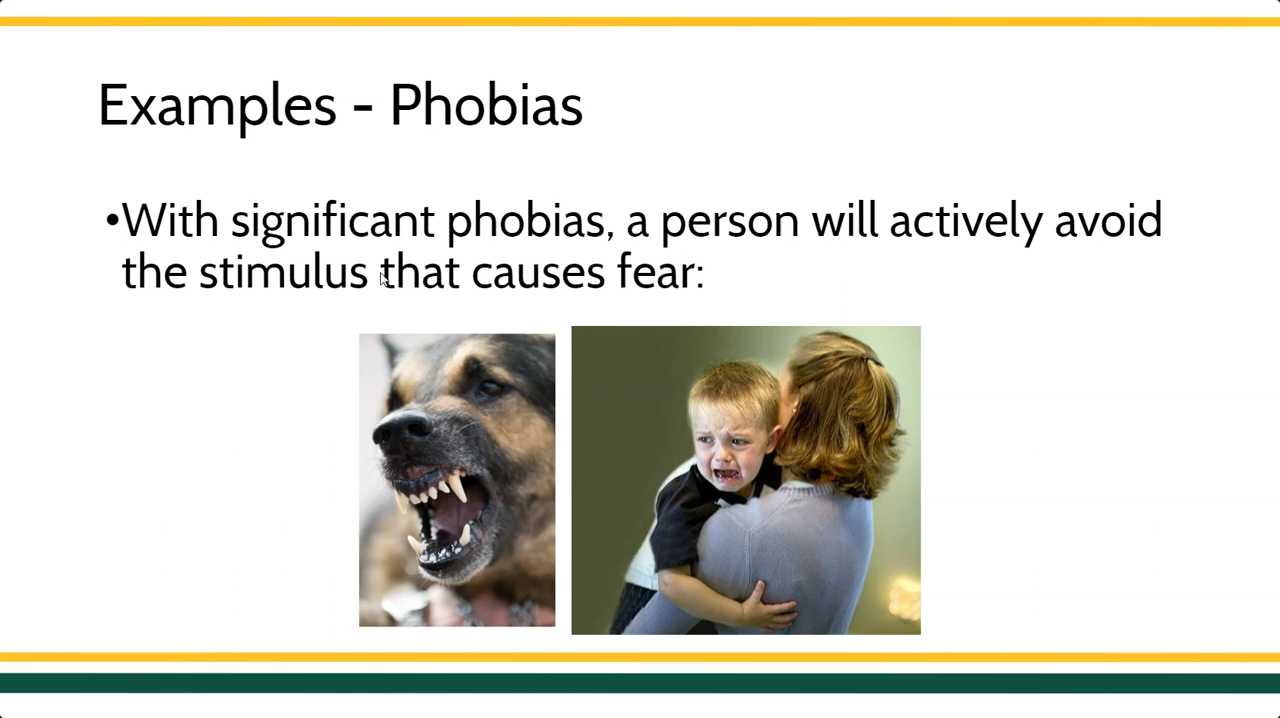 Examples - Phobias
•With significant phobias, a person will actively avoid
the stimulus that causes fear: